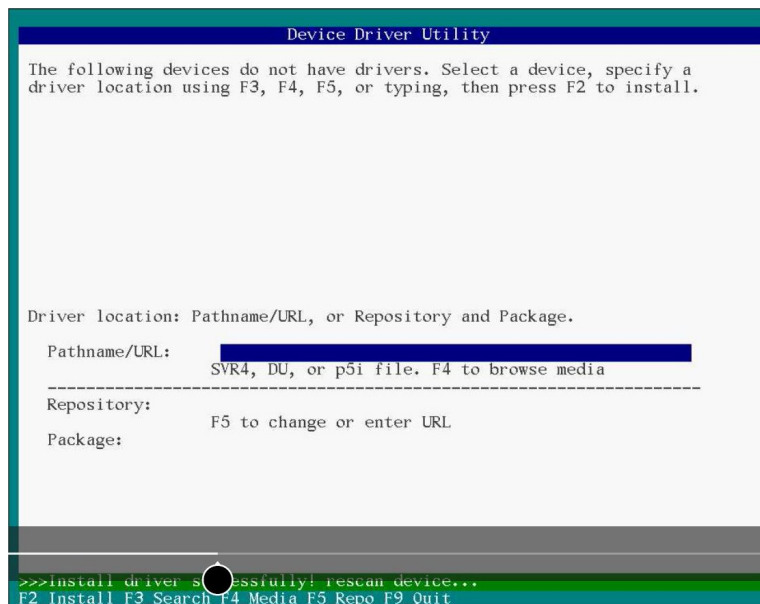 Device Driver Utility
The following devices do not have drivers. Select a device, specify a
driver location using F3, F4, F5, or typing, then press F2 to install.
Driver location: Pathname/URL, or Repository and Package.
Pathname/URL:
SVR4, DU, or p5i file. F4 to browse media
Repository:
F5 to change or enter URL
Package:
>>>Install driver s essfully! rescan device...
F2 Install F3 Search F4 Media F5 Repo F9 Quit